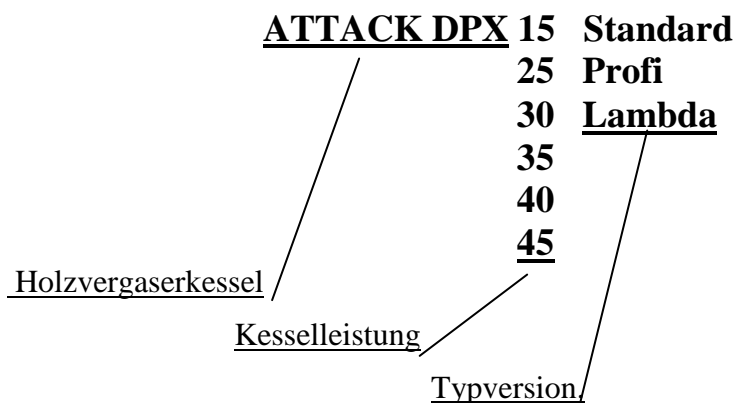 ATTACK DPX 15 Standard
25 Profi
30 Lambda
35
40
45
Holzvergaserkessel
Kesselleistung
Typversion.